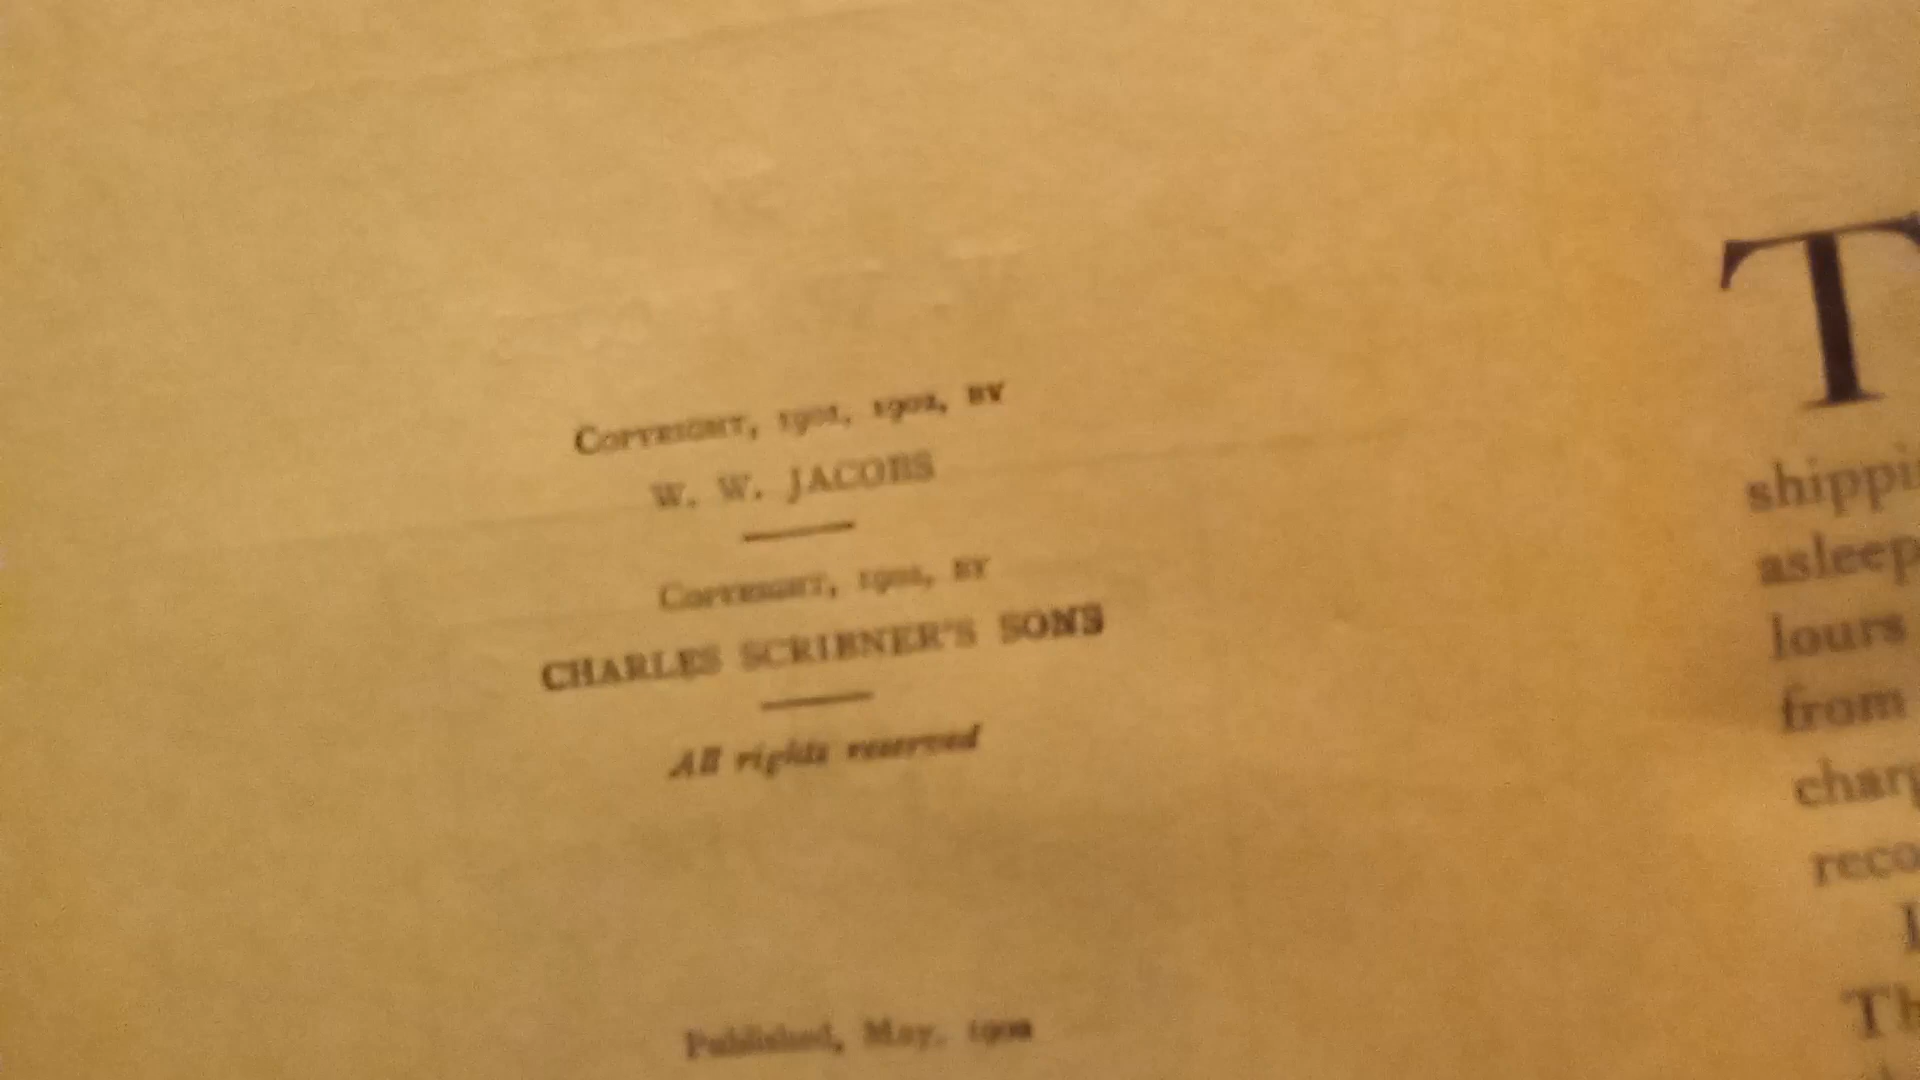 COPYRIGHT, 1901, 1902, BY
W. W. JACOBS
COPYRIGHT, 1902, BY
CHARLES SCRIBNER'S SONS
All rights reserved
Published, May, 1902
T
shippi
asleep
lours
from
charg
reco
Th